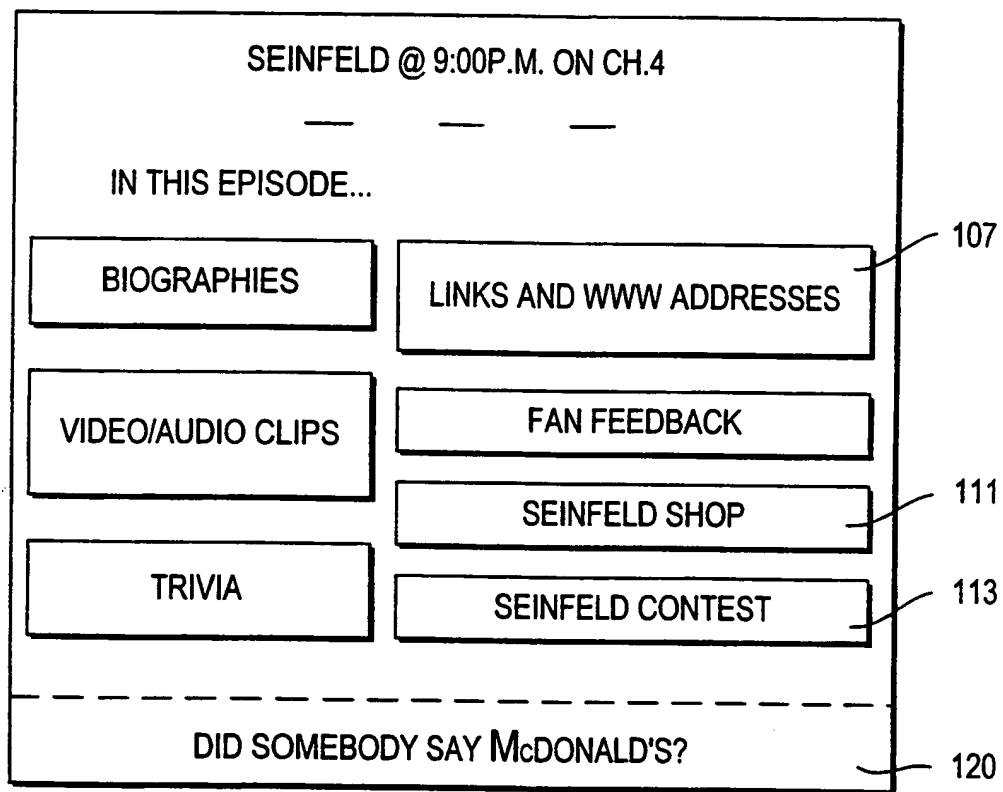 SEINFELD @ 9:00P.M. ON CH.4
IN THIS EPISODE...
BIOGRAPHIES
LINKS AND WWW ADDRESSES
107
VIDEO/AUDIO CLIPS
FAN FEEDBACK
SEINFELD SHOP
111
TRIVIA
SEINFELD CONTEST
113
DID SOMEBODY SAY McDONALD'S?
120